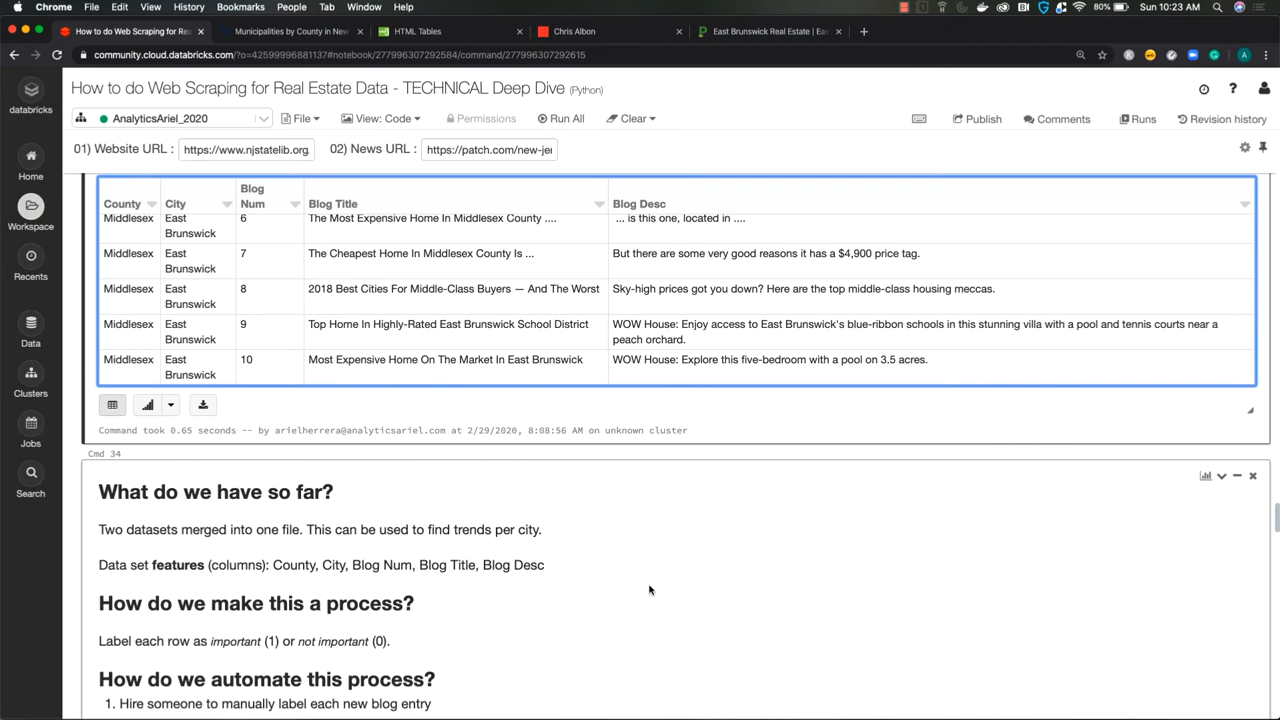 Chrome File Edit View History Bookmarks People Tab Window Help 80% Sun 10:23 AM
How to do Web Scraping for Re Municipalities by County in New HTML Tables Chris Albon East Brunswick Real Estate | Eas
community.cloud.databricks.com/?o=42599996881137#notebook/277996307292584/command/277996307292615
How to do Web Scraping for Real Estate Data - TECHNICAL Deep Dive (Python)
AnalyticsAriel_2020 File View: Code Permissions Run All Clear Publish Comments Runs Revision history
01) Website URL : https://www.njstatelib.org 02) News URL : https://patch.com/new-jer
databricks
Home
Workspace
Recents
Data
Clusters
Jobs
Search
County City Blog Num Blog Title Blog Desc
Middlesex East Brunswick 6 The Most Expensive Home In Middlesex County .... ... is this one, located in ....
Middlesex East Brunswick 7 The Cheapest Home In Middlesex County Is ... But there are some very good reasons it has a $4,900 price tag.
Middlesex East Brunswick 8 2018 Best Cities For Middle-Class Buyers — And The Worst Sky-high prices got you down? Here are the top middle-class housing meccas.
Middlesex East Brunswick 9 Top Home In Highly-Rated East Brunswick School District WOW House: Enjoy access to East Brunswick's blue-ribbon schools in this stunning villa with a pool and tennis courts near a
peach orchard.
Middlesex East Brunswick 10 Most Expensive Home On The Market In East Brunswick WOW House: Explore this five-bedroom with a pool on 3.5 acres.
Command took 0.65 seconds -- by arielherrera@analyticsariel.com at 2/29/2020, 8:08:56 AM on unknown cluster
Cmd 34
What do we have so far?
Two datasets merged into one file. This can be used to find trends per city.
Data set features (columns): County, City, Blog Num, Blog Title, Blog Desc
How do we make this a process?
Label each row as important (1) or not important (0).
How do we automate this process?
1. Hire someone to manually label each new blog entry